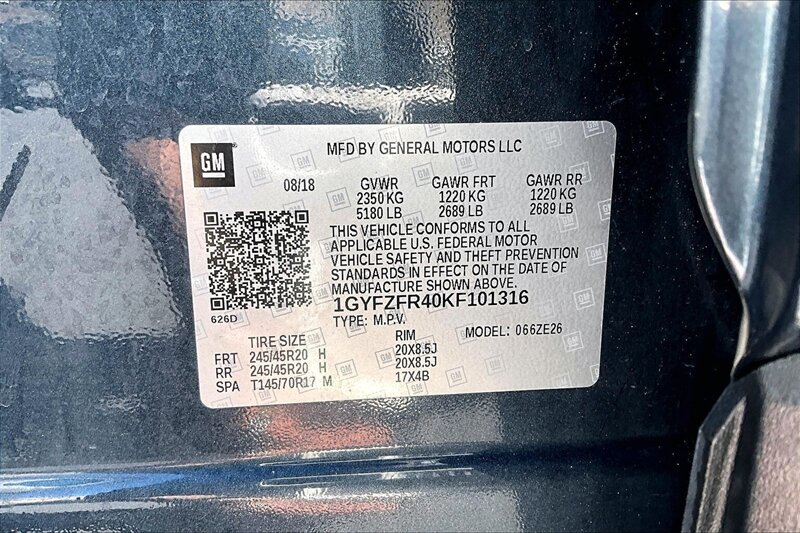 GM
MFD BY GENERAL MOTORS LLC
08/18 GVWR GAWR FRT GAWR RR
2350 KG 1220 KG 1220 KG
5180 LB 2689 LB 2689 LB
THIS VEHICLE CONFORMS TO ALL
APPLICABLE U.S. FEDERAL MOTOR
VEHICLE SAFETY AND THEFT PREVENTION
STANDARDS IN EFFECT ON THE DATE OF
MANUFACTURE SHOWN ABOVE.
626D
1GYFZFR40KF101316
TYPE: M.P.V. MODEL: 066ZE26
TIRE SIZE RIM
FRT 245/45R20 H 20X8.5J
RR 245/45R20 H 20X8.5J
SPA T145/70R17 M 17X4B